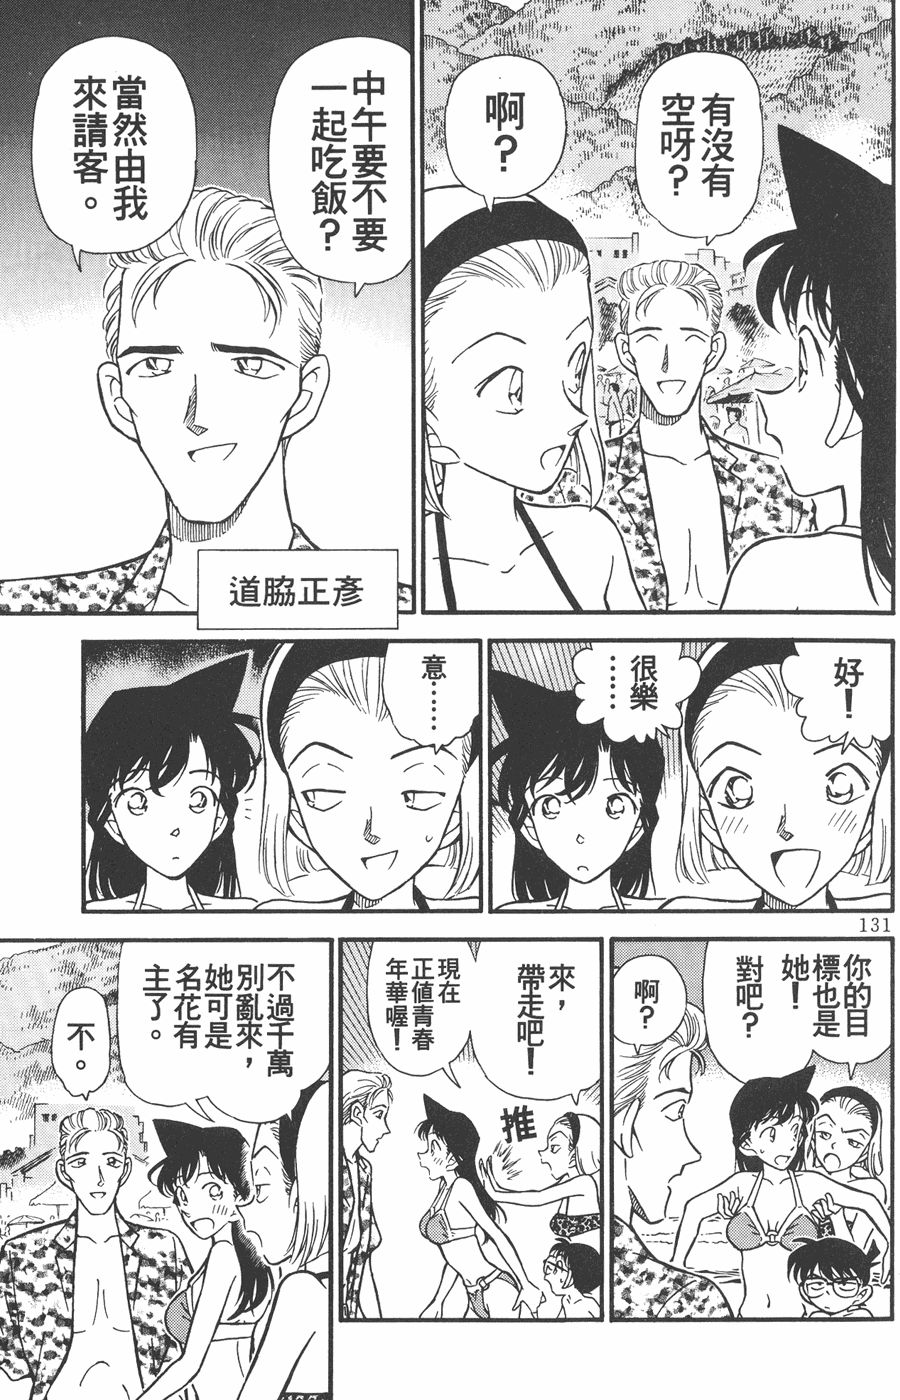 有沒有
空呀？
啊？
中午要不要
一起吃飯？
當然由我
來請客。
道脇正彥
好！
很樂
……
意……
131
你的目
標也是
她！
對吧？
啊？
來，
帶走吧！
現在
正值青春
年華喔！
推
不過千萬
別亂來，
她可是
名花有
主了。
不。